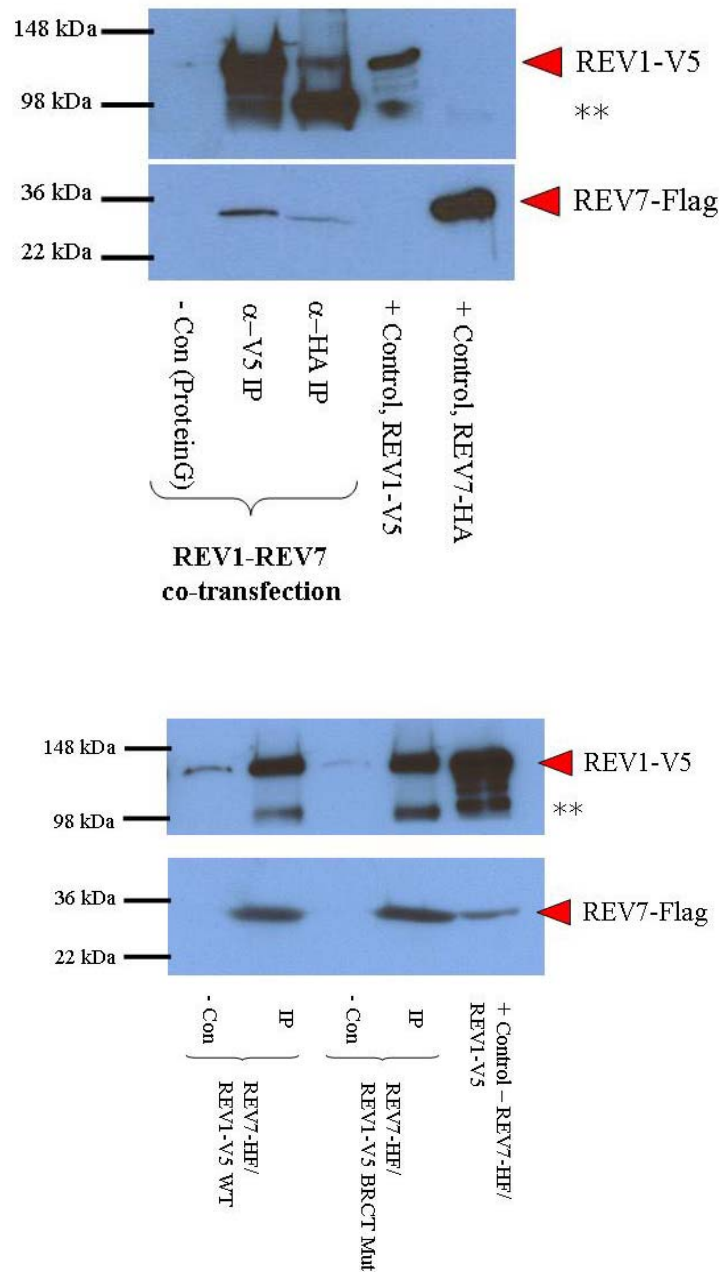 148 kDa
REV1-V5
98 kDa
**
36 kDa
REV7-Flag
22 kDa
- Con (ProteinG)
α–V5 IP
α–HA IP
+ Control, REV1-V5
+ Control, REV7-HA
REV1-REV7
co-transfection
148 kDa
REV1-V5
98 kDa
**
36 kDa
REV7-Flag
22 kDa
- Con
IP
- Con
IP
+ Control – REV7-HF/
REV1-V5
REV7-HF/
REV1-V5 WT
REV7-HF/
REV1-V5 BRCT Mut